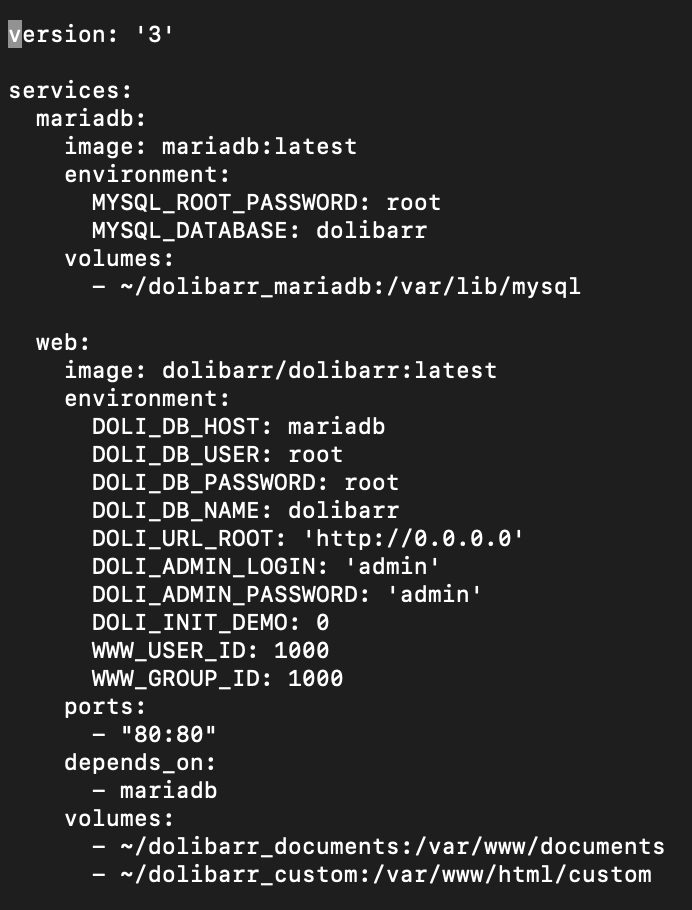 version: '3'

services:
  mariadb:
    image: mariadb:latest
    environment:
      MYSQL_ROOT_PASSWORD: root
      MYSQL_DATABASE: dolibarr
    volumes:
      - ~/dolibarr_mariadb:/var/lib/mysql

  web:
    image: dolibarr/dolibarr:latest
    environment:
      DOLI_DB_HOST: mariadb
      DOLI_DB_USER: root
      DOLI_DB_PASSWORD: root
      DOLI_DB_NAME: dolibarr
      DOLI_URL_ROOT: 'http://0.0.0.0'
      DOLI_ADMIN_LOGIN: 'admin'
      DOLI_ADMIN_PASSWORD: 'admin'
      DOLI_INIT_DEMO: 0
      WWW_USER_ID: 1000
      WWW_GROUP_ID: 1000
    ports:
      - "80:80"
    depends_on:
      - mariadb
    volumes:
      - ~/dolibarr_documents:/var/www/documents
      - ~/dolibarr_custom:/var/www/html/custom